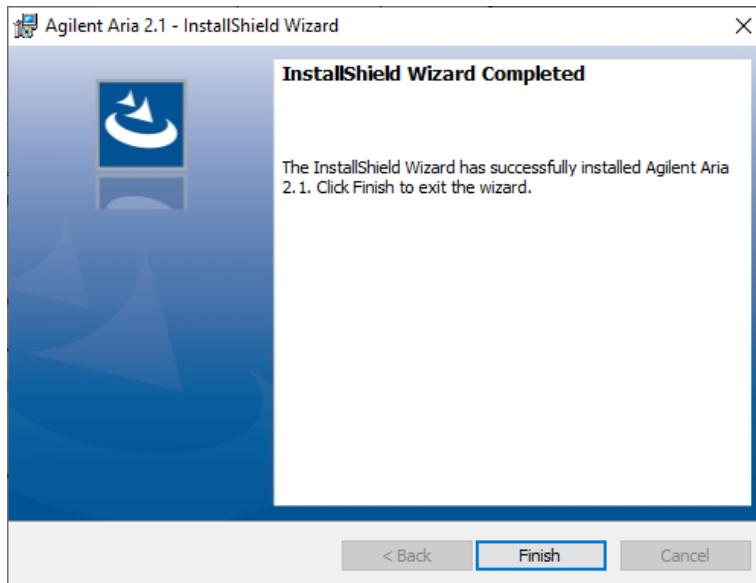 Agilent Aria 2.1 - InstallShield Wizard
InstallShield Wizard Completed
The InstallShield Wizard has successfully installed Agilent Aria
2.1. Click Finish to exit the wizard.
< Back
Finish
Cancel